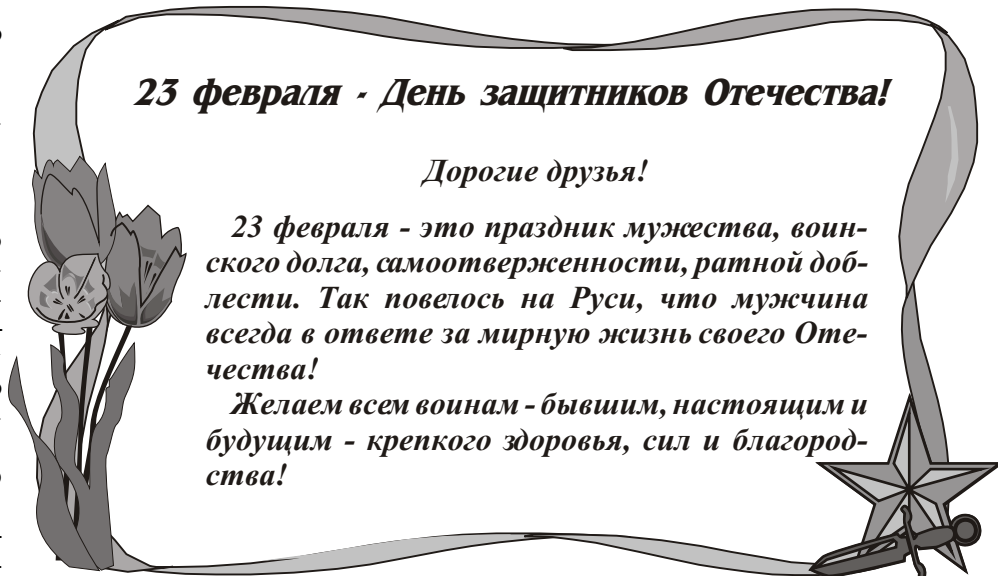 23 февраля - День защитников Отечества!
Дорогие друзья!
23 февраля - это праздник мужества, воин-
ского долга, самоотверженности, ратной доб-
лести. Так повелось на Руси, что мужчина
всегда в ответе за мирную жизнь своего Оте-
чества!
Желаем всем воинам - бывшим, настоящим и
будущим - крепкого здоровья, сил и благород-
ства!